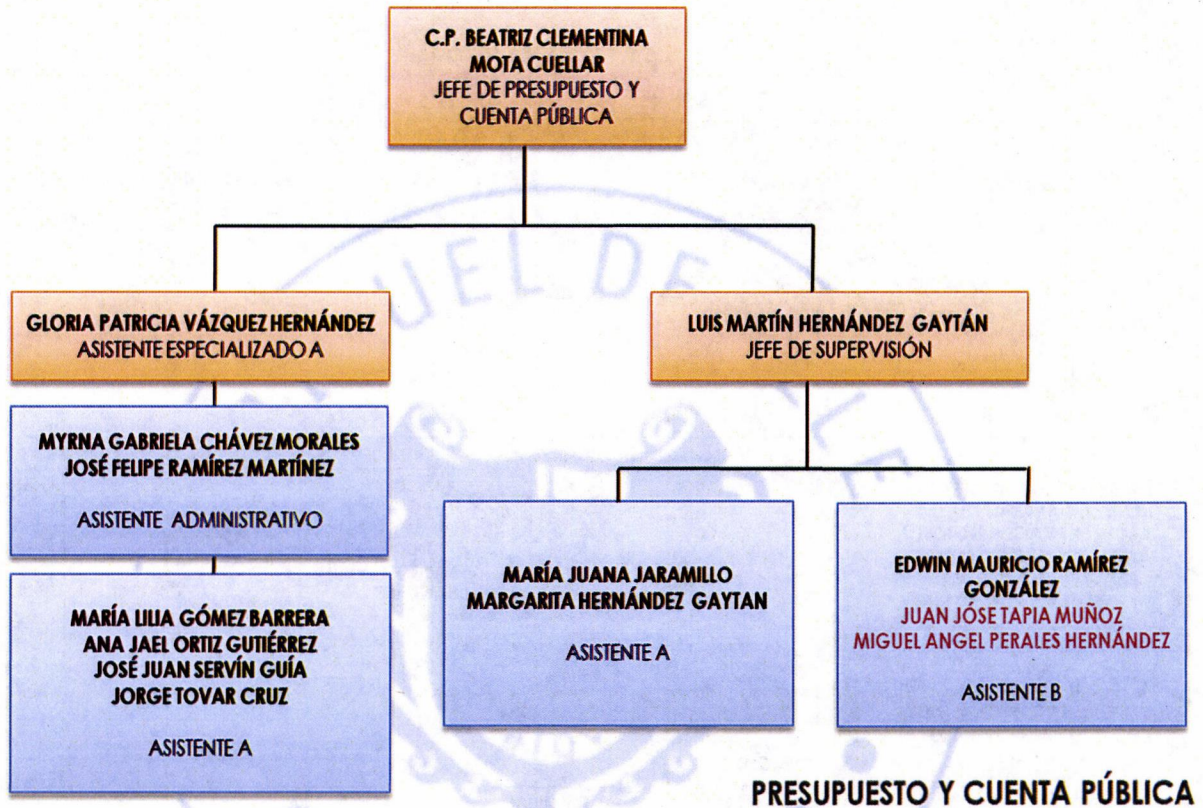 C.P. BEATRIZ CLEMENTINA
MOTA CUELLAR
JEFE DE PRESUPUESTO Y
CUENTA PÚBLICA
GLORIA PATRICIA VÁZQUEZ HERNÁNDEZ
ASISTENTE ESPECIALIZADO A
LUIS MARTÍN HERNÁNDEZ GAYTÁN
JEFE DE SUPERVISIÓN
MYRNA GABRIELA CHÁVEZ MORALES
JOSÉ FELIPE RAMÍREZ MARTÍNEZ
ASISTENTE ADMINISTRATIVO
MARÍA LILIA GÓMEZ BARRERA
ANA JAEL ORTIZ GUTIÉRREZ
JOSÉ JUAN SERVÍN GUÍA
JORGE TOVAR CRUZ
ASISTENTE A
MARÍA JUANA JARAMILLO
MARGARITA HERNÁNDEZ GAYTAN
ASISTENTE A
EDWIN MAURICIO RAMÍREZ
GONZÁLEZ
JUAN JÓSE TAPIA MUÑOZ
MIGUEL ANGEL PERALES HERNÁNDEZ
ASISTENTE B
PRESUPUESTO Y CUENTA PÚBLICA